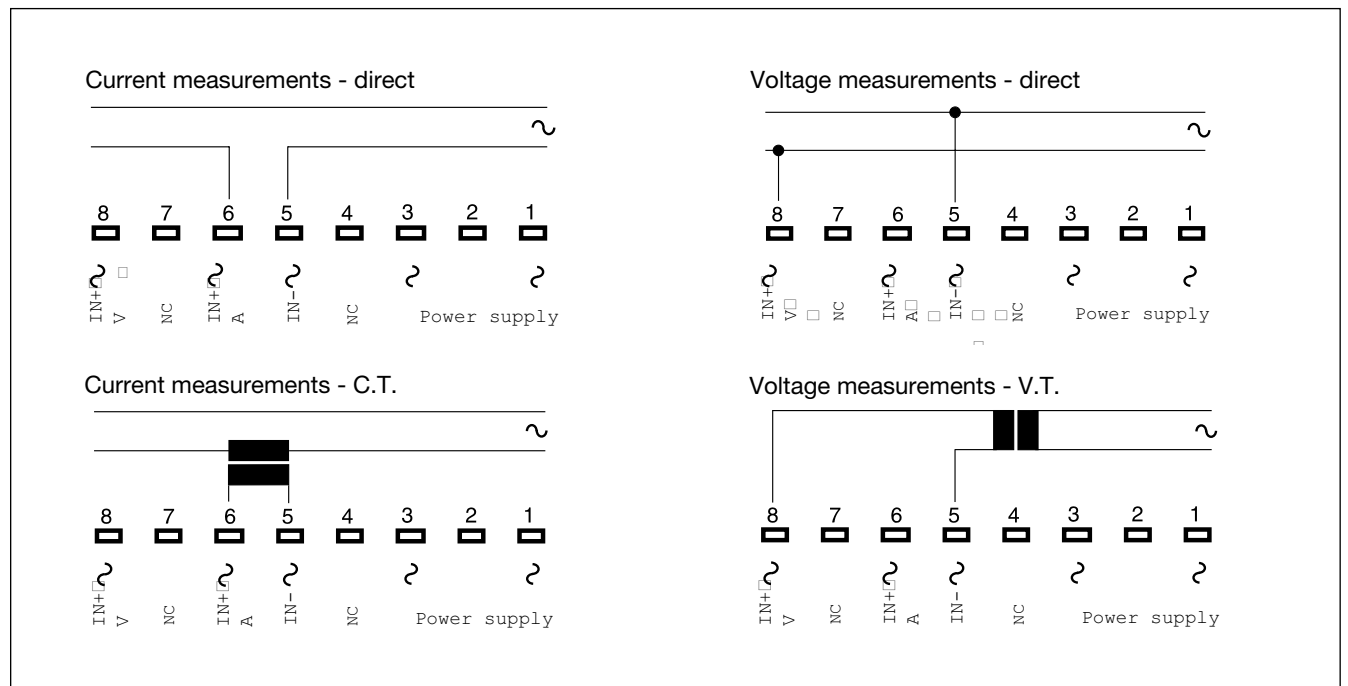 Current measurements - direct
8 7 6 5 4 3 2 1
IN+ V NC IN+ A IN- NC Power supply
Voltage measurements - direct
8 7 6 5 4 3 2 1
IN+ V NC IN+ A IN- NC Power supply
Current measurements - C.T.
8 7 6 5 4 3 2 1
IN+ V NC IN+ A IN- NC Power supply
Voltage measurements - V.T.
8 7 6 5 4 3 2 1
IN+ V NC IN+ A IN- NC Power supply